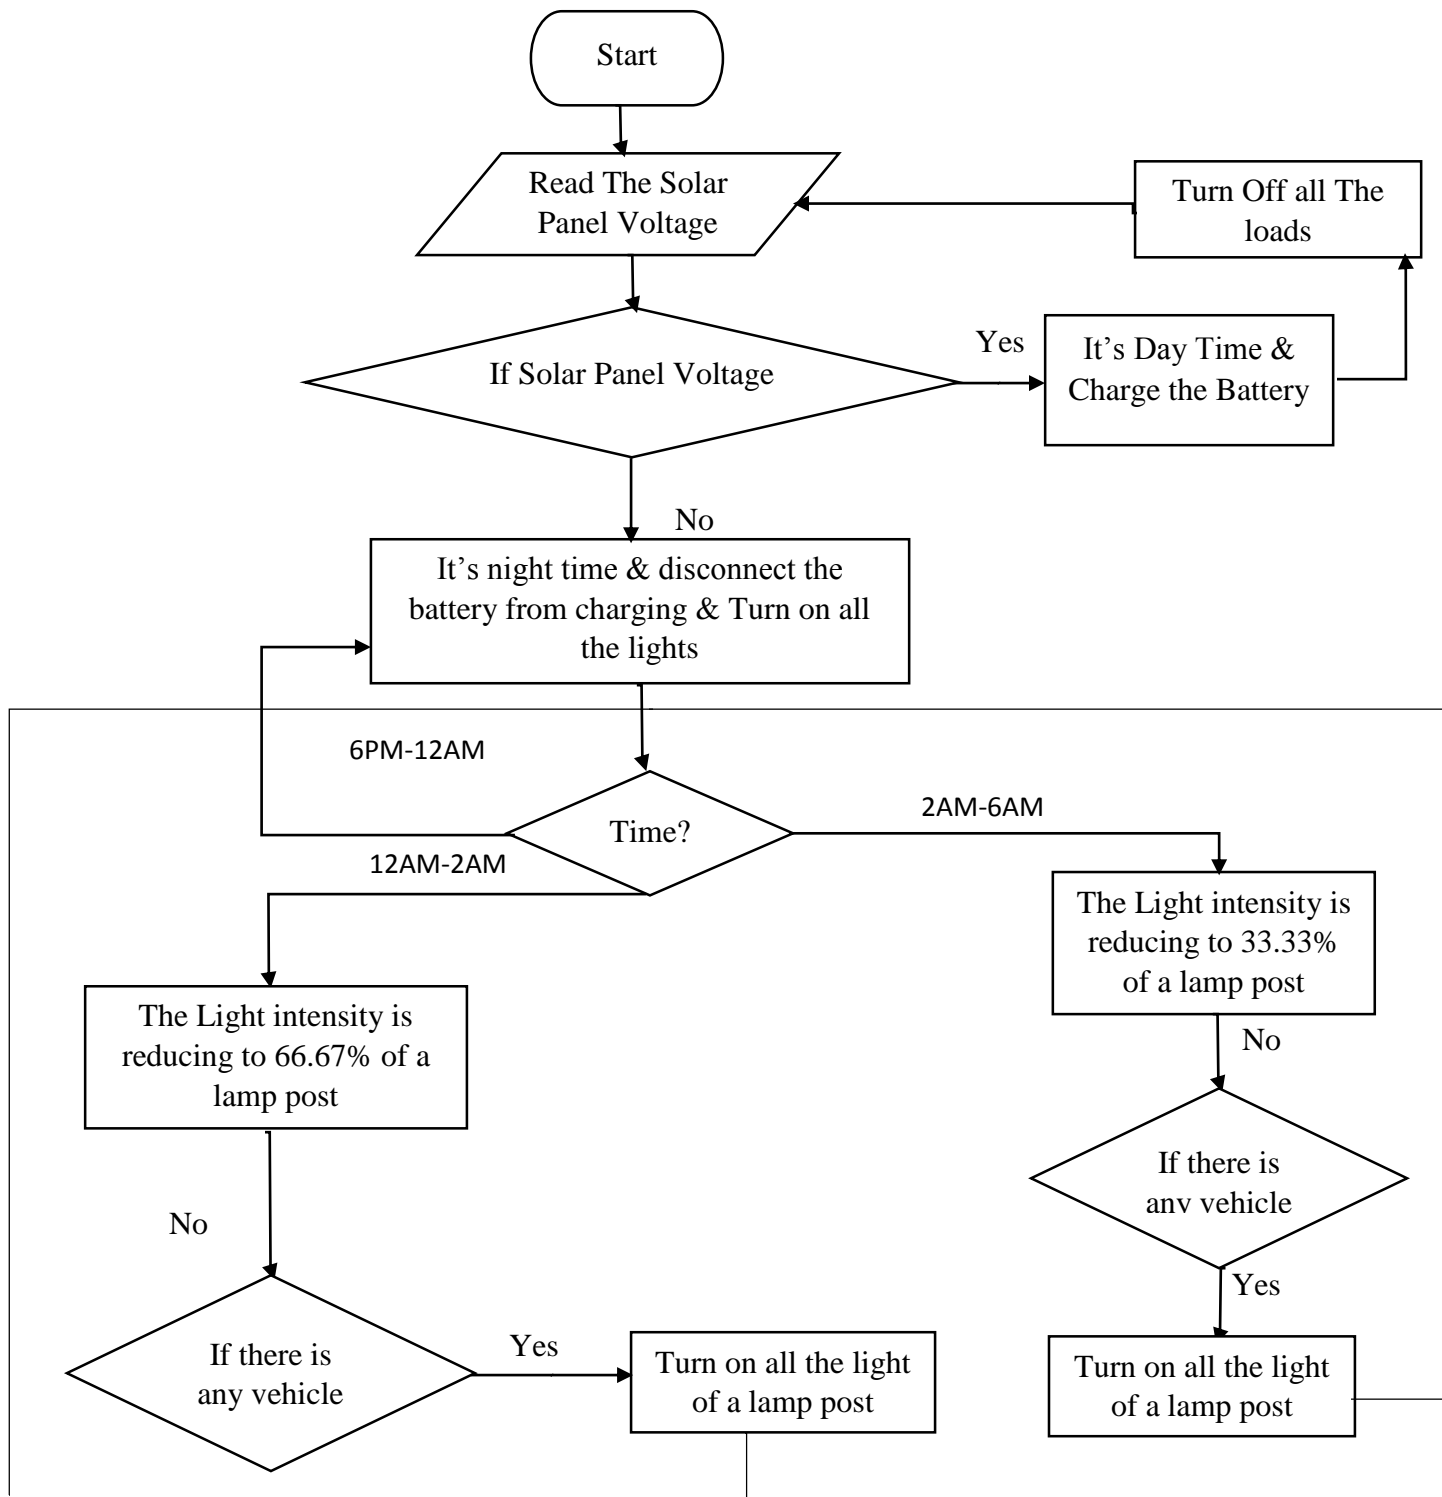 Start
Read The Solar
Panel Voltage
Turn Off all The
loads
If Solar Panel Voltage
Yes
It's Day Time &
Charge the Battery
No
It's night time & disconnect the
battery from charging & Turn on all
the lights
6PM-12AM
Time?
2AM-6AM
12AM-2AM
The Light intensity is
reducing to 33.33%
of a lamp post
The Light intensity is
reducing to 66.67% of a
lamp post
No
If there is
any vehicle
No
Yes
If there is
any vehicle
Yes
Turn on all the light
of a lamp post
Turn on all the light
of a lamp post